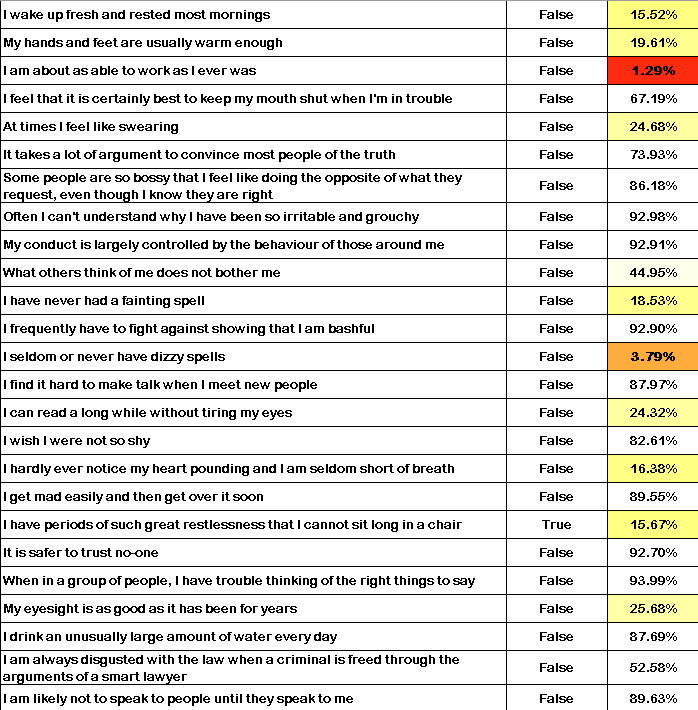 I wake up fresh and rested most mornings False 15.52%
My hands and feet are usually warm enough False 19.61%
I am about as able to work as I ever was False 1.29%
I feel that it is certainly best to keep my mouth shut when I'm in trouble False 67.19%
At times I feel like swearing False 24.68%
It takes a lot of argument to convince most people of the truth False 73.93%
Some people are so bossy that I feel like doing the opposite of what they
request, even though I know they are right False 86.18%
Often I can't understand why I have been so irritable and grouchy False 92.98%
My conduct is largely controlled by the behaviour of those around me False 92.91%
What others think of me does not bother me False 44.95%
I have never had a fainting spell False 18.53%
I frequently have to fight against showing that I am bashful False 92.90%
I seldom or never have dizzy spells False 3.79%
I find it hard to make talk when I meet new people False 87.97%
I can read a long while without tiring my eyes False 24.32%
I wish I were not so shy False 82.61%
I hardly ever notice my heart pounding and I am seldom short of breath False 16.38%
I get mad easily and then get over it soon False 89.55%
I have periods of such great restlessness that I cannot sit long in a chair True 15.67%
It is safer to trust no-one False 92.70%
When in a group of people, I have trouble thinking of the right things to say False 93.99%
My eyesight is as good as it has been for years False 25.68%
I drink an unusually large amount of water every day False 87.69%
I am always disgusted with the law when a criminal is freed through the
arguments of a smart lawyer False 52.58%
I am likely not to speak to people until they speak to me False 89.63%